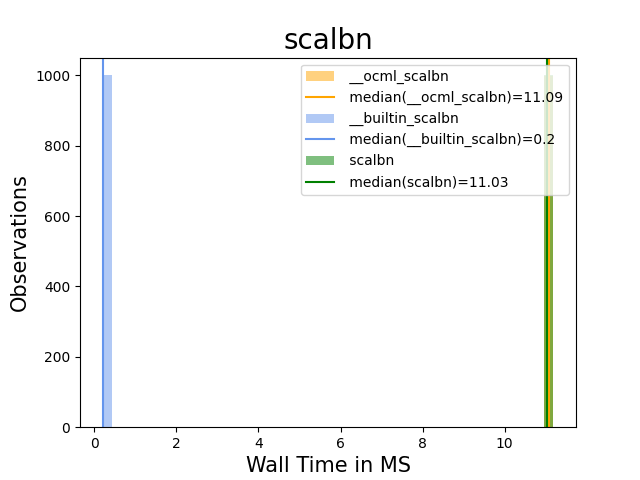 scalbn
1000
800
600
400
200
0
Observations
__ocml_scalbn
median(__ocml_scalbn)=11.09
__builtin_scalbn
median(__builtin_scalbn)=0.2
scalbn
median(scalbn)=11.03
0 2 4 6 8 10
Wall Time in MS